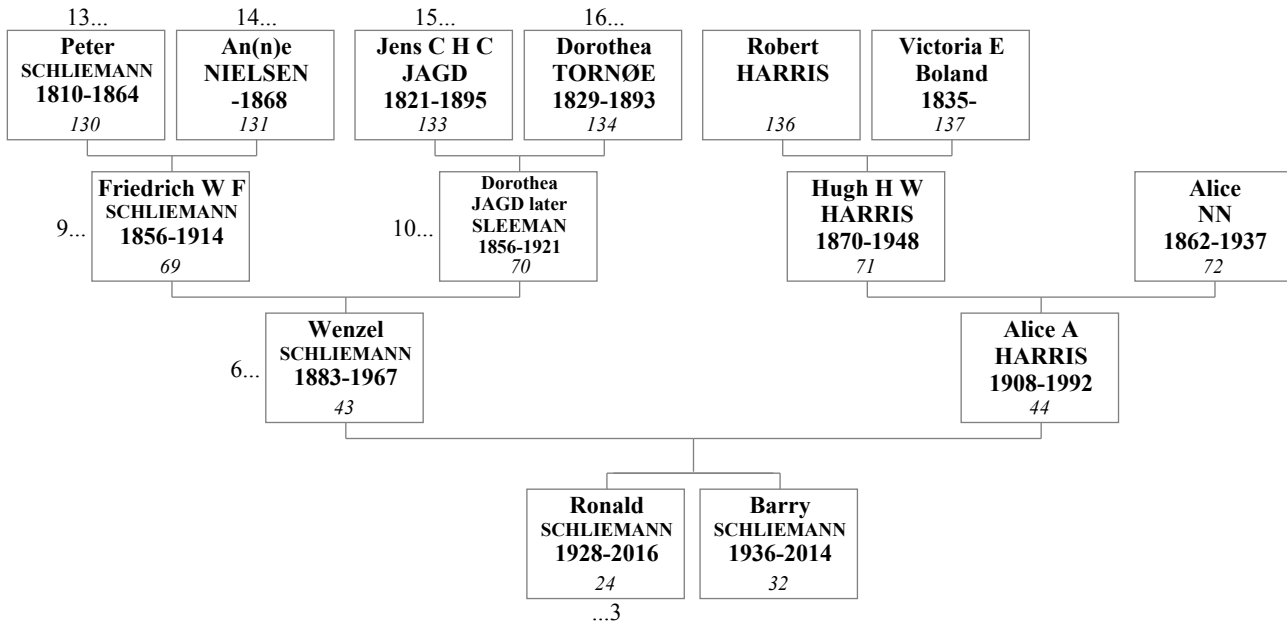 13...
14...
15...
16...
Peter
SCHLIEMANN
1810-1864
130
An(n)e
NIELSEN
-1868
131
Jens C H C
JAGD
1821-1895
133
Dorothea
TORNØE
1829-1893
134
Robert
HARRIS
136
Victoria E
Boland
1835-
137
9...
Friedrich W F
SCHLIEMANN
1856-1914
69
10...
Dorothea
JAGD later
SLEEMAN
1856-1921
70
Hugh H W
HARRIS
1870-1948
71
Alice
NN
1862-1937
72
6...
Wenzel
SCHLIEMANN
1883-1967
43
Alice A
HARRIS
1908-1992
44
Ronald
SCHLIEMANN
1928-2016
24
Barry
SCHLIEMANN
1936-2014
32
...3